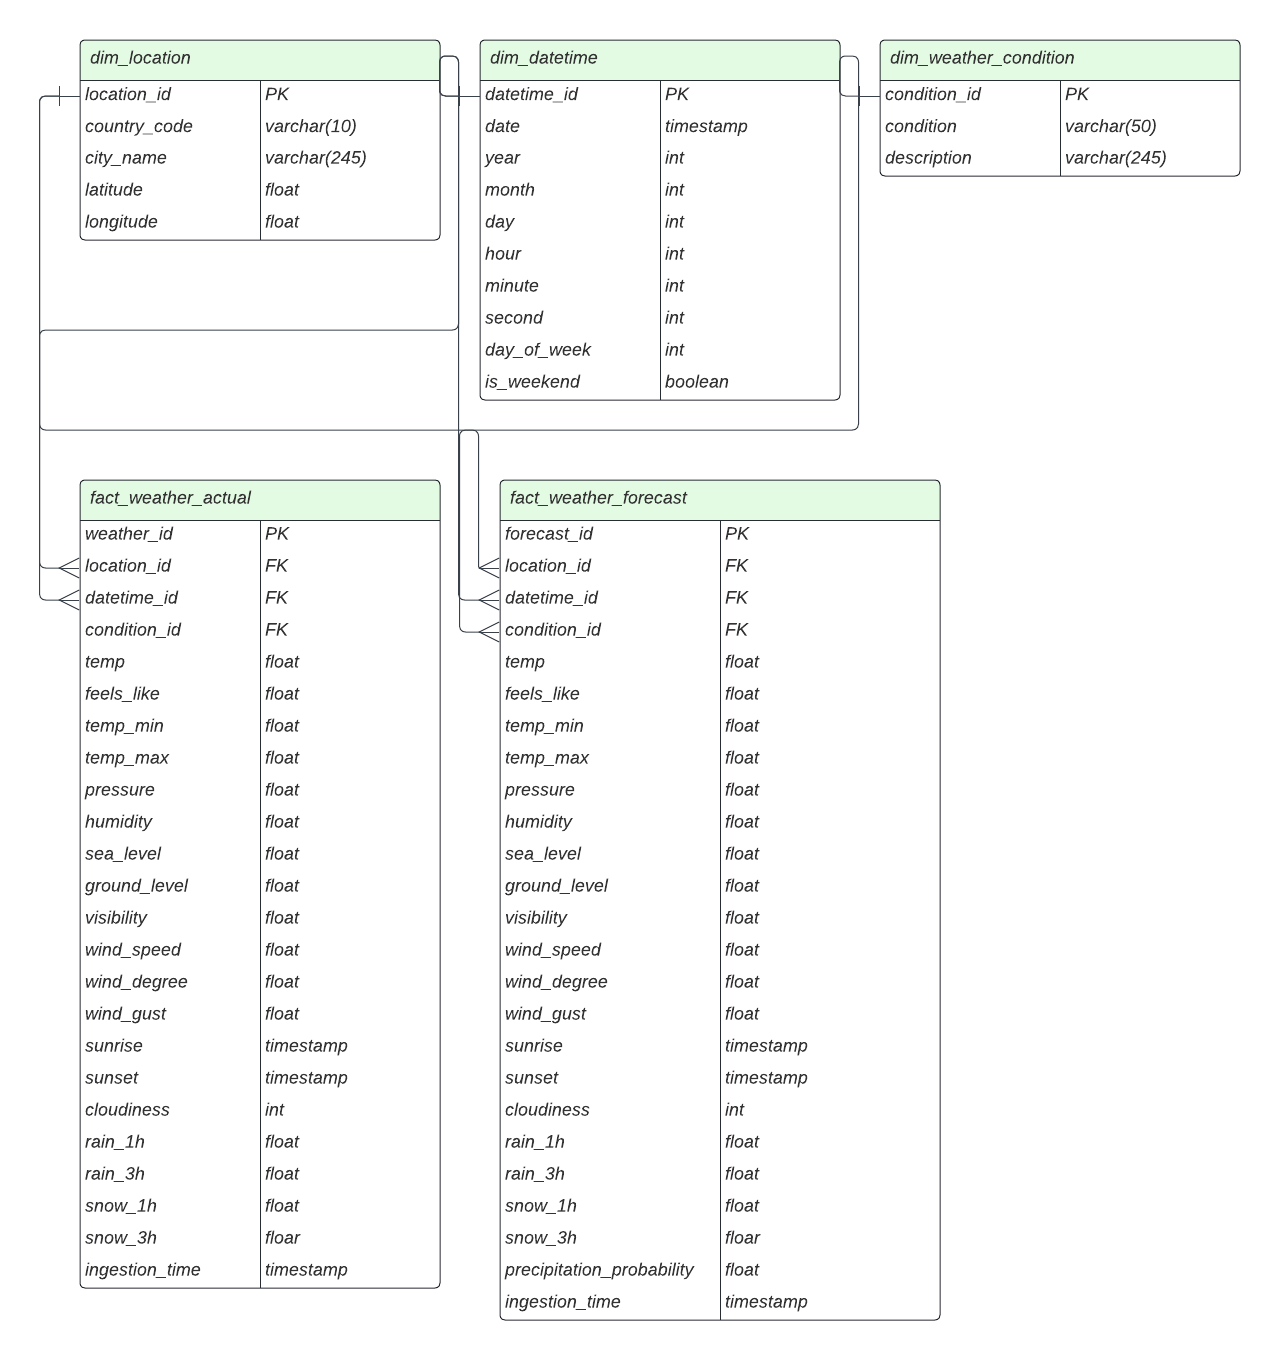 dim_location
location_id PK
country_code varchar(10)
city_name varchar(245)
latitude float
longitude float
dim_datetime
datetime_id PK
date timestamp
year int
month int
day int
hour int
minute int
second int
day_of_week int
is_weekend boolean
dim_weather_condition
condition_id PK
condition varchar(50)
description varchar(245)
fact_weather_actual
weather_id PK
location_id FK
datetime_id FK
condition_id FK
temp float
feels_like float
temp_min float
temp_max float
pressure float
humidity float
sea_level float
ground_level float
visibility float
wind_speed float
wind_degree float
wind_gust float
sunrise timestamp
sunset timestamp
cloudiness int
rain_1h float
rain_3h float
snow_1h float
snow_3h floar
ingestion_time timestamp
fact_weather_forecast
forecast_id PK
location_id FK
datetime_id FK
condition_id FK
temp float
feels_like float
temp_min float
temp_max float
pressure float
humidity float
sea_level float
ground_level float
visibility float
wind_speed float
wind_degree float
wind_gust float
sunrise timestamp
sunset timestamp
cloudiness int
rain_1h float
rain_3h float
snow_1h float
snow_3h floar
precipitation_probability float
ingestion_time timestamp